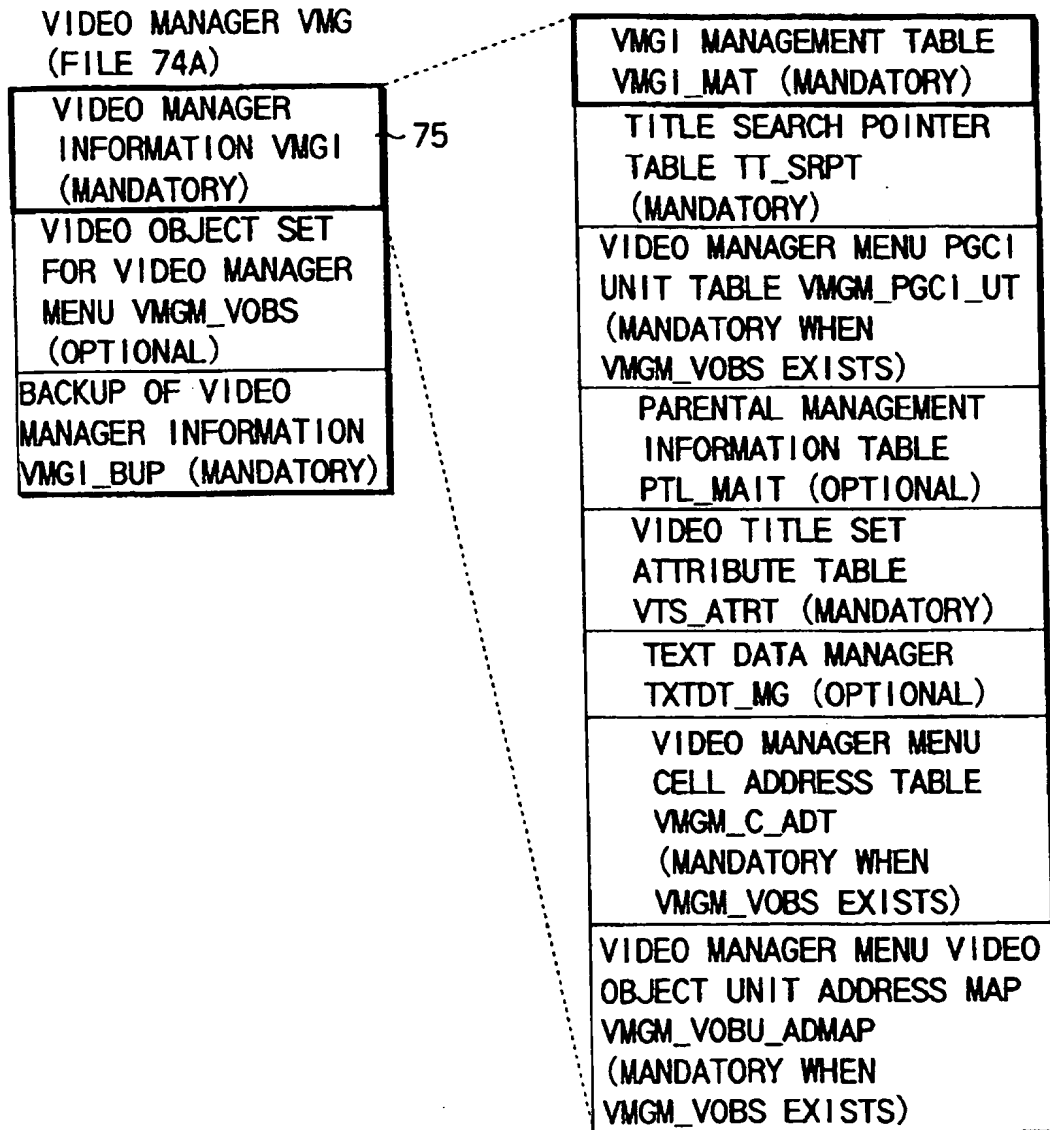 VIDEO MANAGER VMG
(FILE 74A)
VIDEO MANAGER
INFORMATION VMGI
(MANDATORY)
75
VIDEO OBJECT SET
FOR VIDEO MANAGER
MENU VMGM_VOBS
(OPTIONAL)
BACKUP OF VIDEO
MANAGER INFORMATION
VMGI_BUP (MANDATORY)
VMGI MANAGEMENT TABLE
VMGI_MAT (MANDATORY)
TITLE SEARCH POINTER
TABLE TT_SRPT
(MANDATORY)
VIDEO MANAGER MENU PGCI
UNIT TABLE VMGM_PGCI_UT
(MANDATORY WHEN
VMGM_VOBS EXISTS)
PARENTAL MANAGEMENT
INFORMATION TABLE
PTL_MAIT (OPTIONAL)
VIDEO TITLE SET
ATTRIBUTE TABLE
VTS_ATRT (MANDATORY)
TEXT DATA MANAGER
TXTDT_MG (OPTIONAL)
VIDEO MANAGER MENU
CELL ADDRESS TABLE
VMGM_C_ADT
(MANDATORY WHEN
VMGM_VOBS EXISTS)
VIDEO MANAGER MENU VIDEO
OBJECT UNIT ADDRESS MAP
VMGM_VOBU_ADMAP
(MANDATORY WHEN
VMGM_VOBS EXISTS)